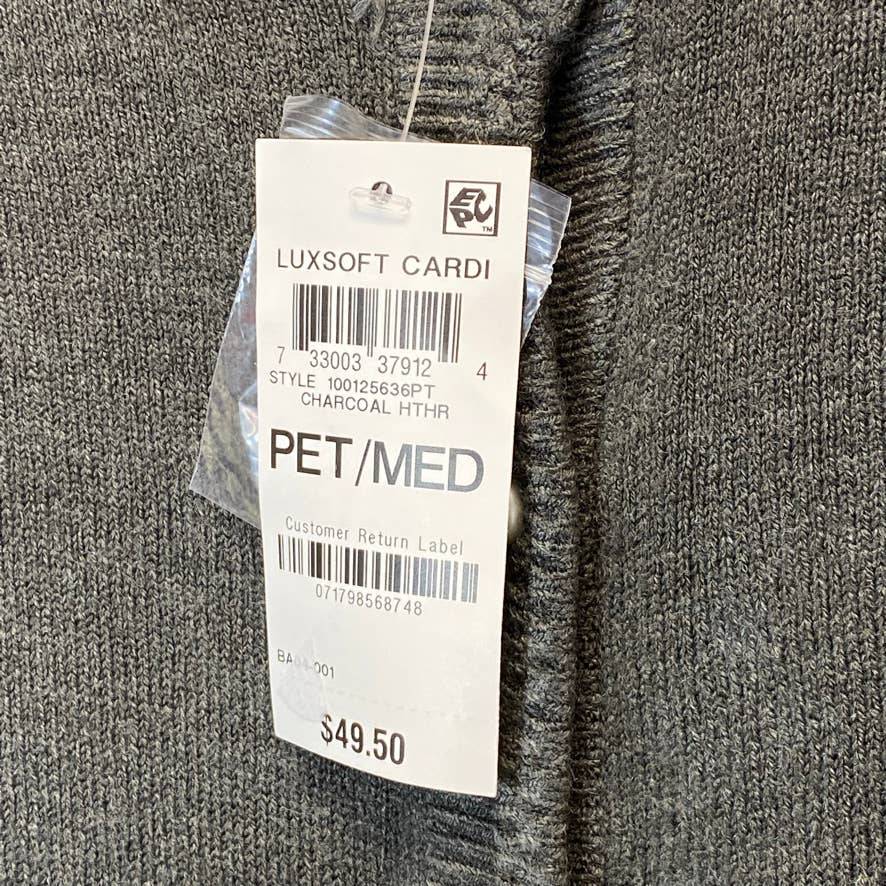 EPC
TM
LUXSOFT CARDI
7 33003 37912 4
STYLE 100125636PT
CHARCOAL HTHR
PET/MED
Customer Return Label
071798568748
$49.50